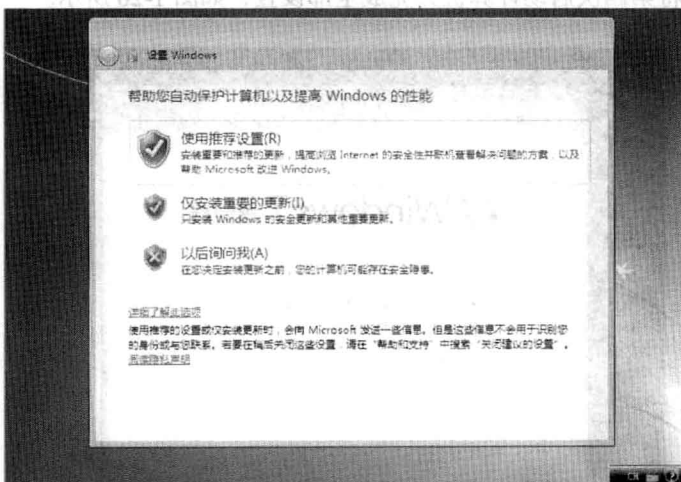 设置 Windows
帮助您自动保护计算机以及提高 Windows 的性能
使用推荐设置(R)
安装重要和推荐的更新，提高浏览 Internet 的安全性并联机查看解决问题的方案，以及
帮助 Microsoft 改进 Windows。
仅安装重要的更新(I)
只安装 Windows 的安全更新和其他重要更新。
以后询问我(A)
在您决定安装更新之前，您的计算机可能存在安全隐患。
详细了解此选项
使用推荐的设置或仅安装更新时，会向 Microsoft 发送一些信息。但是这些信息不会用于识别您
的身份或与您联系。若要在稍后关闭这些设置，请在“帮助和支持”中搜索“关闭建议的设置”。
阅读隐私声明
CH